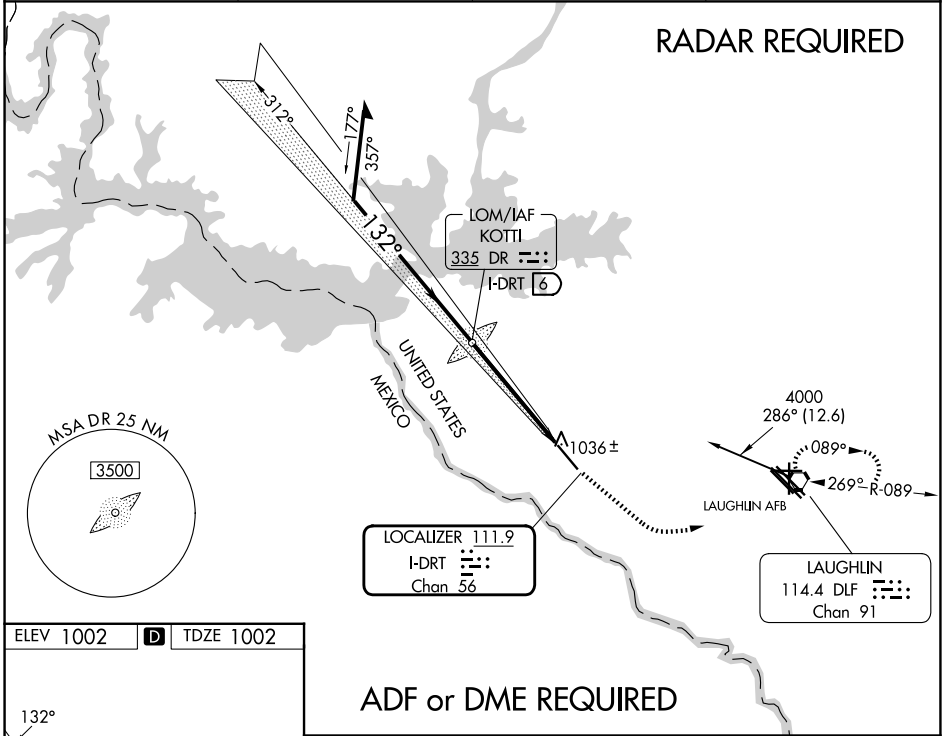 RADAR REQUIRED
312°
177°
357°
132°
LOM/IAF
KOTTI
335 DR
I-DRT 6
UNITED STATES
MEXICO
MSA DR 25 NM
3500
1036±
4000
286° (12.6)
089°
269°
R-089
LAUGHLIN AFB
LOCALIZER 111.9
I-DRT
Chan 56
LAUGHLIN
114.4 DLF
Chan 91
ELEV 1002 D TDZE 1002
132°
ADF or DME REQUIRED